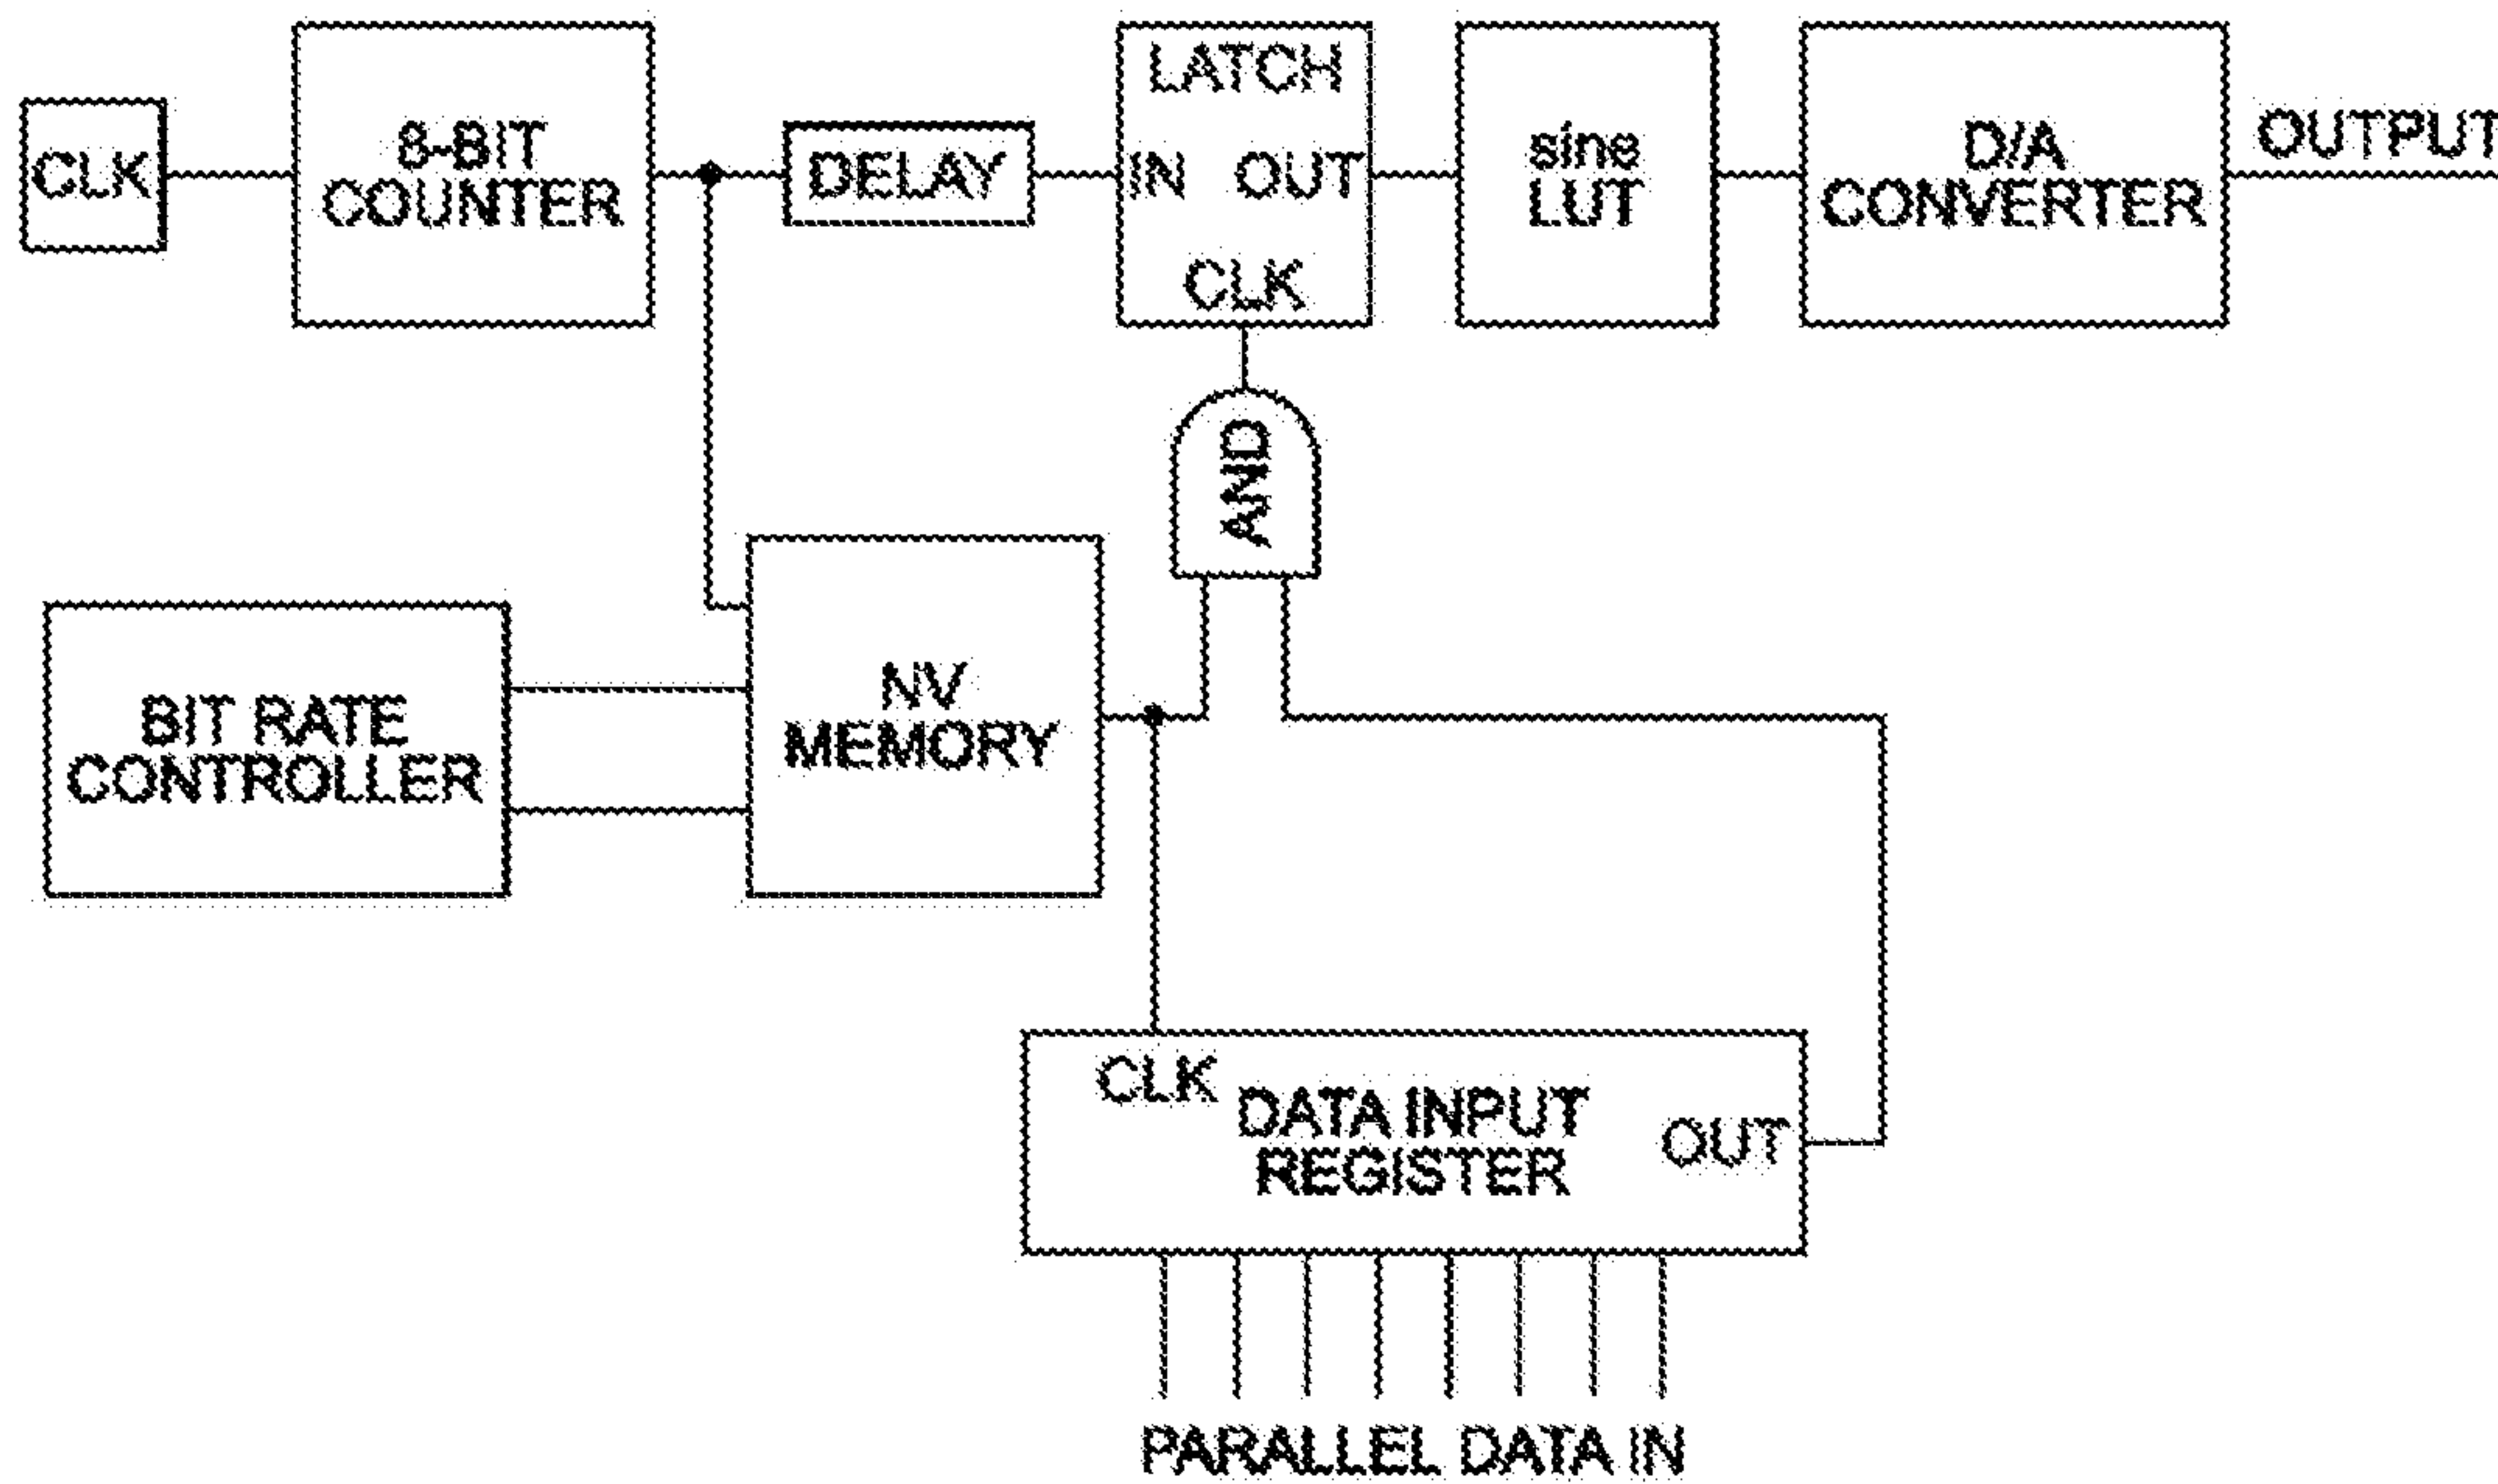 CLK
8-BIT
COUNTER
DELAY
LATCH
IN OUT
CLK
sine
LUT
D/A
CONVERTER
OUTPUT
AND
BIT RATE
CONTROLLER
NV
MEMORY
CLK
DATA INPUT
REGISTER
OUT
PARALLEL DATA IN